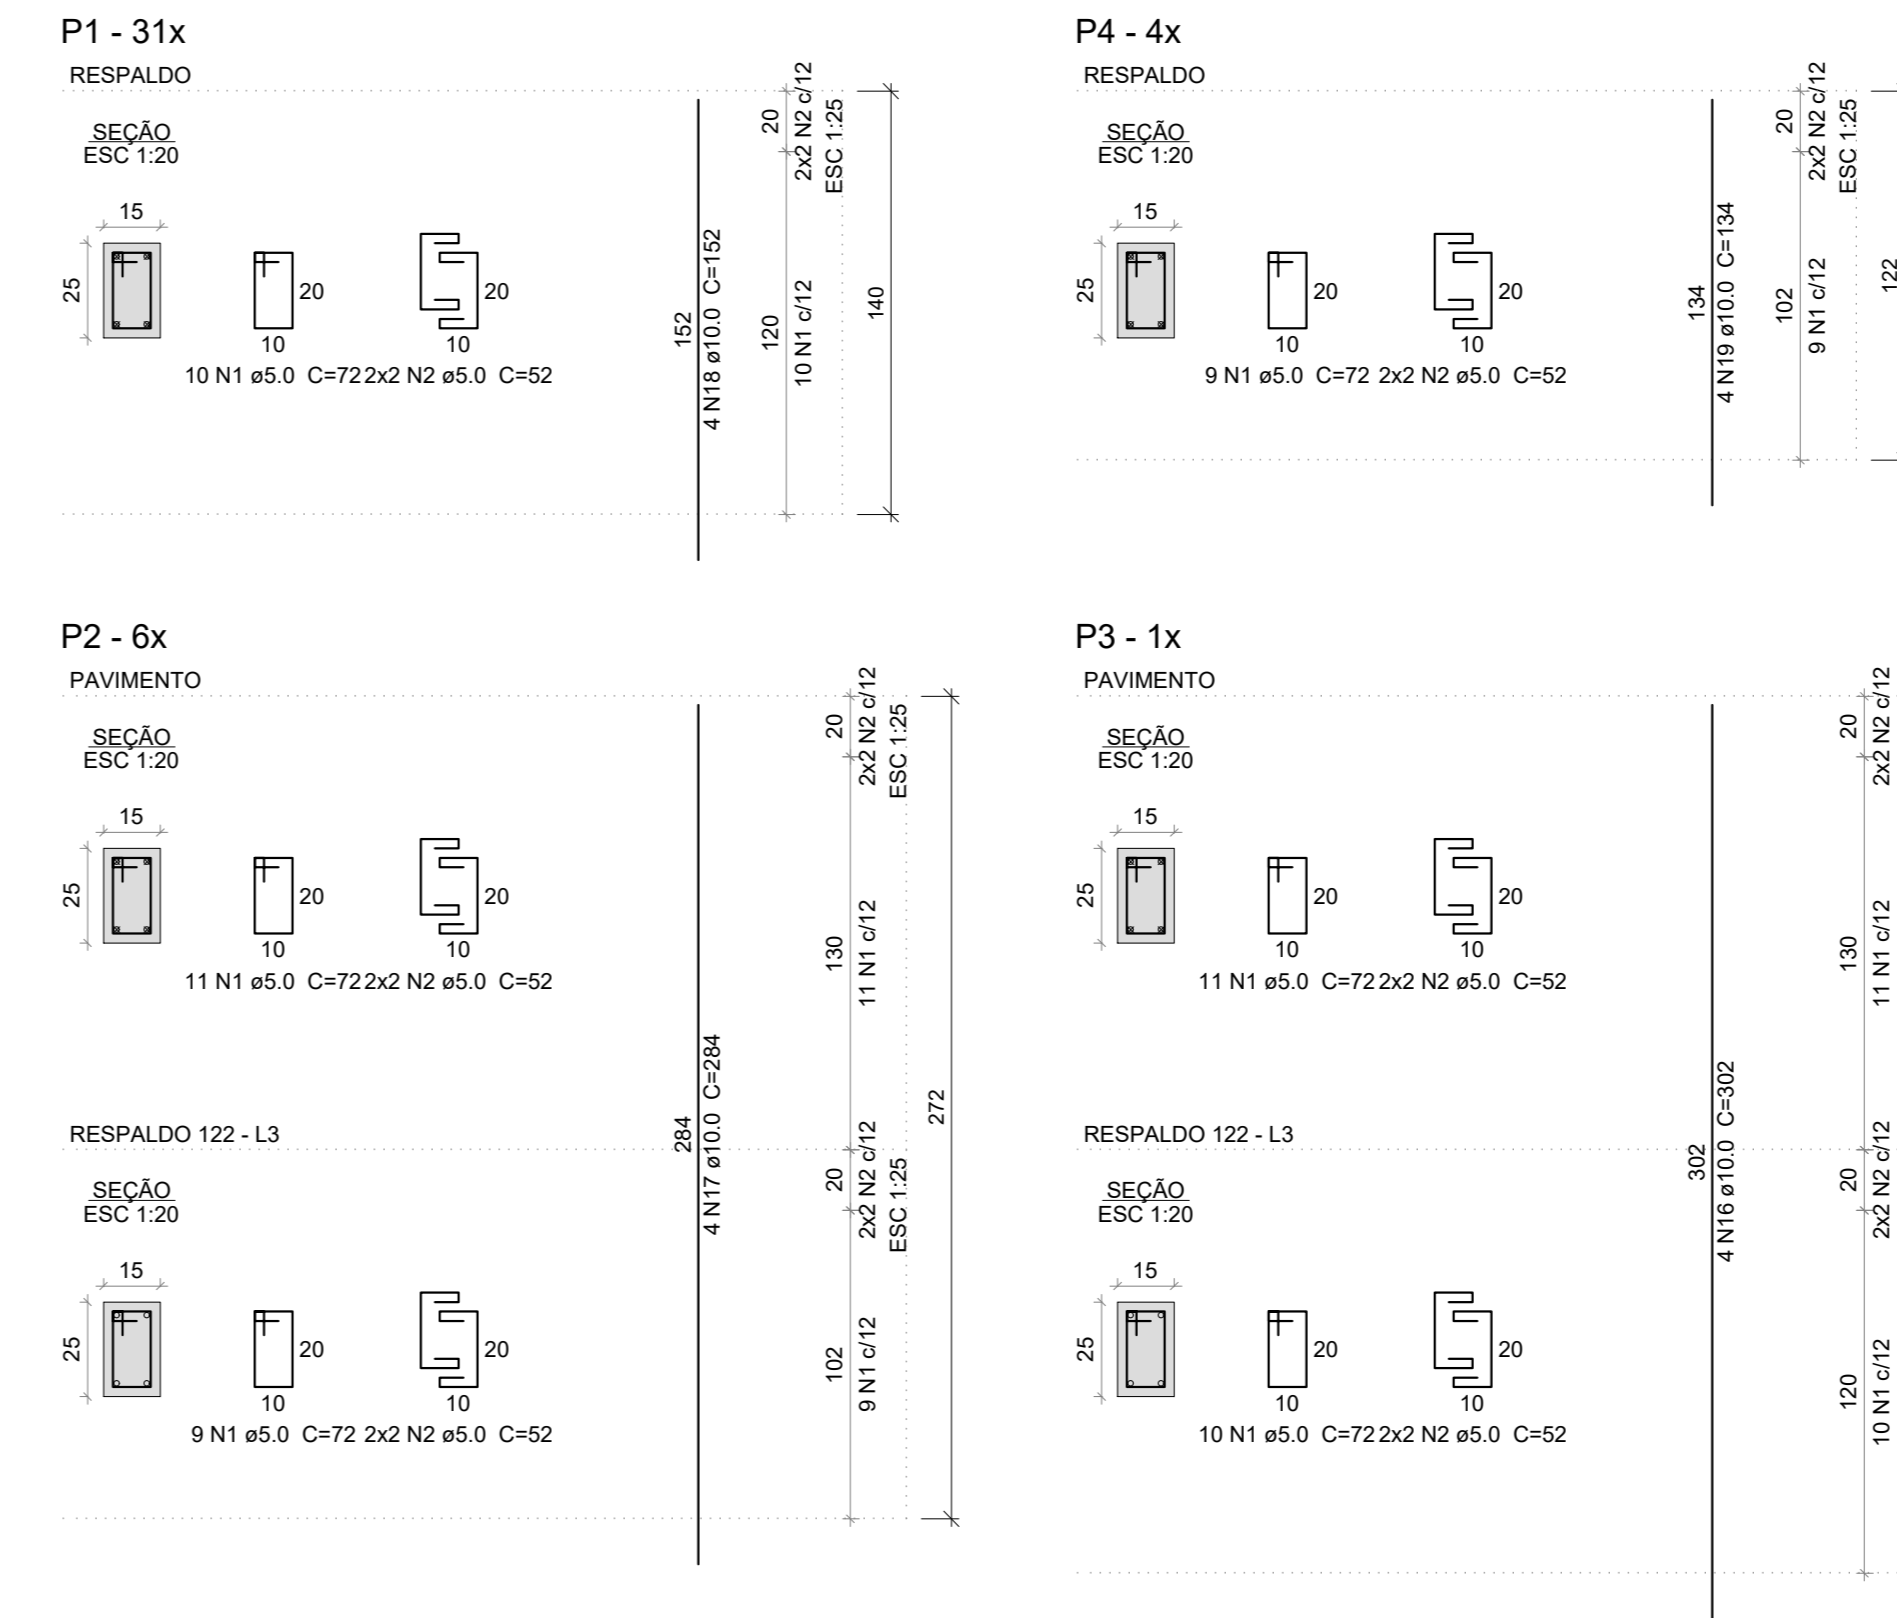 P1 - 31x
RESPALDO
SEÇÃO
ESC 1:20
15
25
20
10
10 N1 ø5.0 C=72
20
10
2x2 N2 ø5.0 C=52
152
4 N18 ø10.0 C=152
20
2x2 N2 c/12
ESC 1:25
120
10 N1 c/12
140
P4 - 4x
RESPALDO
SEÇÃO
ESC 1:20
15
25
20
10
9 N1 ø5.0 C=72
20
10
2x2 N2 ø5.0 C=52
134
4 N19 ø10.0 C=134
20
2x2 N2 c/12
ESC 1:25
102
9 N1 c/12
122
P2 - 6x
PAVIMENTO
SEÇÃO
ESC 1:20
15
25
20
10
11 N1 ø5.0 C=72
20
10
2x2 N2 ø5.0 C=52
20
2x2 N2 c/12
ESC 1:25
130
11 N1 c/12
284
4 N17 ø10.0 C=284
272
RESPALDO 122 - L3
SEÇÃO
ESC 1:20
15
25
20
10
9 N1 ø5.0 C=72
20
10
2x2 N2 ø5.0 C=52
20
2x2 N2 c/12
ESC 1:25
102
9 N1 c/12
P3 - 1x
PAVIMENTO
SEÇÃO
ESC 1:20
15
25
20
10
11 N1 ø5.0 C=72
20
10
2x2 N2 ø5.0 C=52
20
2x2 N2 c/12
130
11 N1 c/12
302
4 N16 ø10.0 C=302
RESPALDO 122 - L3
SEÇÃO
ESC 1:20
15
25
20
10
10 N1 ø5.0 C=72
20
10
2x2 N2 ø5.0 C=52
20
2x2 N2 c/12
120
10 N1 c/12